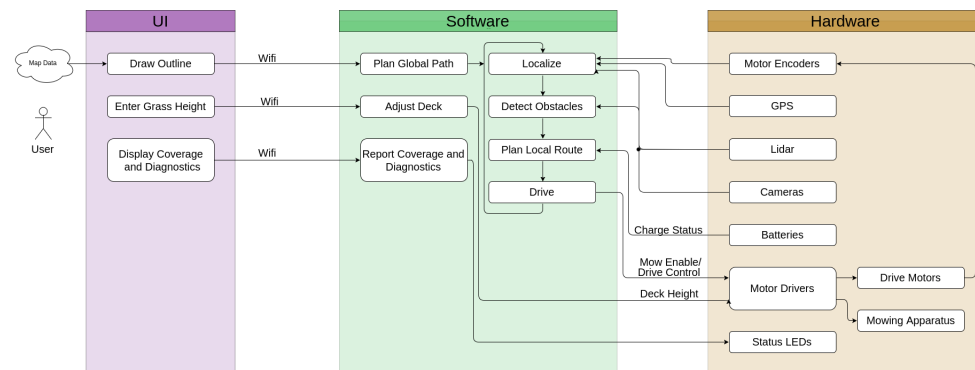 UI
Software
Hardware
Map Data
Draw Outline
Wifi
Plan Global Path
Localize
Motor Encoders
Enter Grass Height
Wifi
Adjust Deck
Detect Obstacles
GPS
User
Display Coverage
and Diagnostics
Wifi
Report Coverage and
Diagnostics
Plan Local Route
Lidar
Drive
Cameras
Charge Status
Batteries
Mow Enable/
Drive Control
Motor Drivers
Drive Motors
Deck Height
Mowing Apparatus
Status LEDs